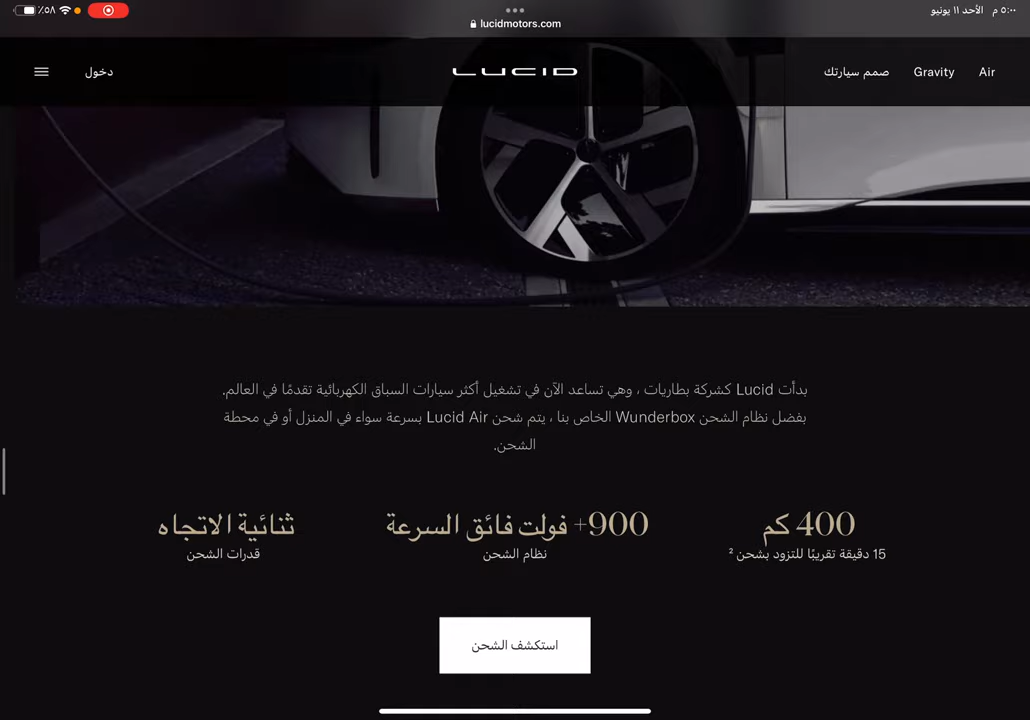 ٥:٠٠ م الأحد ١١ يونيو
٪٥٨
lucidmotors.com
Air Gravity صمم سيارتك
LUCID
دخول
بدأت Lucid كشركة بطاريات ، وهي تساعد الآن في تشغيل أكثر سيارات السباق الكهربائية تقدمًا في العالم.
بفضل نظام الشحن Wunderbox الخاص بنا ، يتم شحن Lucid Air بسرعة سواء في المنزل أو في محطة
الشحن.
400 كم
15 دقيقة تقريبًا للتزود بشحن ²
900+ فولت فائق السرعة
نظام الشحن
ثنائية الاتجاه
قدرات الشحن
استكشف الشحن